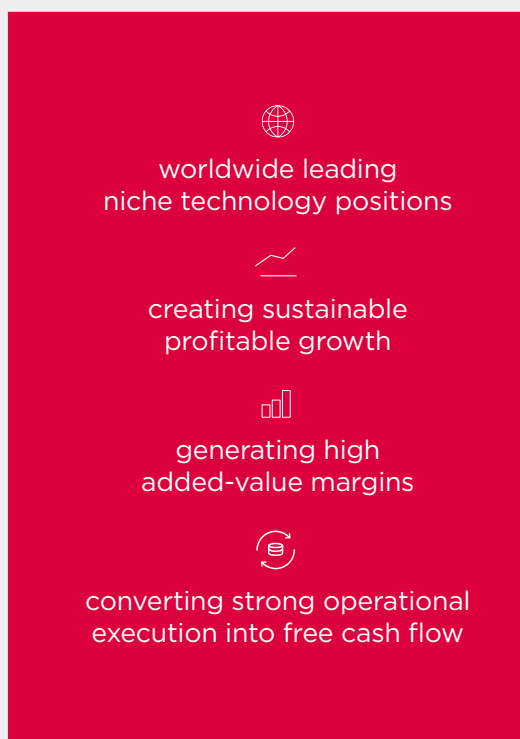 worldwide leading
niche technology positions
creating sustainable
profitable growth
generating high
added-value margins
converting strong operational
execution into free cash flow